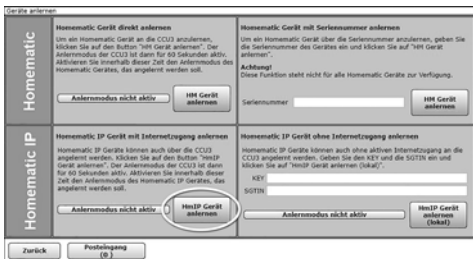 Geräte anlernen
Homematic
Homematic Gerät direkt anlernen
Um ein Homematic Gerät an die CCU3 anzulernen,
klicken Sie auf den Button "HM Gerät anlernen". Der
Anlernmodus der CCU3 ist dann für 60 Sekunden aktiv.
Aktivieren Sie innerhalb dieser Zeit den Anlernmodus des
Homematic Gerätes, das angelernt werden soll.
Anlernmodus nicht aktiv
HM Gerät
anlernen
Homematic Gerät mit Seriennummer anlernen
Um ein Homematic Gerät über die Seriennummer anzulernen, geben Sie
die Seriennummer des Gerätes ein und klicken Sie auf "HM Gerät
anlernen".
Achtung!
Diese Funktion steht nicht für alle Homematic Geräte zur Verfügung.
Seriennummer
HM Gerät
anlernen
Homematic IP
Homematic IP Gerät mit Internetzugang anlernen
Homematic IP Geräte können auch über die CCU3
angelernt werden. Klicken Sie auf den Button "HmIP
Gerät anlernen". Der Anlernmodus der CCU3 ist dann
für 60 Sekunden aktiv. Aktivieren Sie innerhalb dieser
Zeit den Anlernmodus des Homematic IP Gerätes, das
angelernt werden soll.
Anlernmodus nicht aktiv
HmIP Gerät
anlernen
Homematic IP Gerät ohne Internetzugang anlernen
Homematic IP Geräte können auch ohne aktiven Internetzugang an die
CCU3 angelernt werden. Geben Sie den KEY und die SGTIN ein und
klicken Sie auf "HmIP Gerät anlernen (lokal)".
KEY
SGTIN
Anlernmodus nicht aktiv
HmIP Gerät
anlernen
(lokal)
Zurück
Posteingang
(0 )